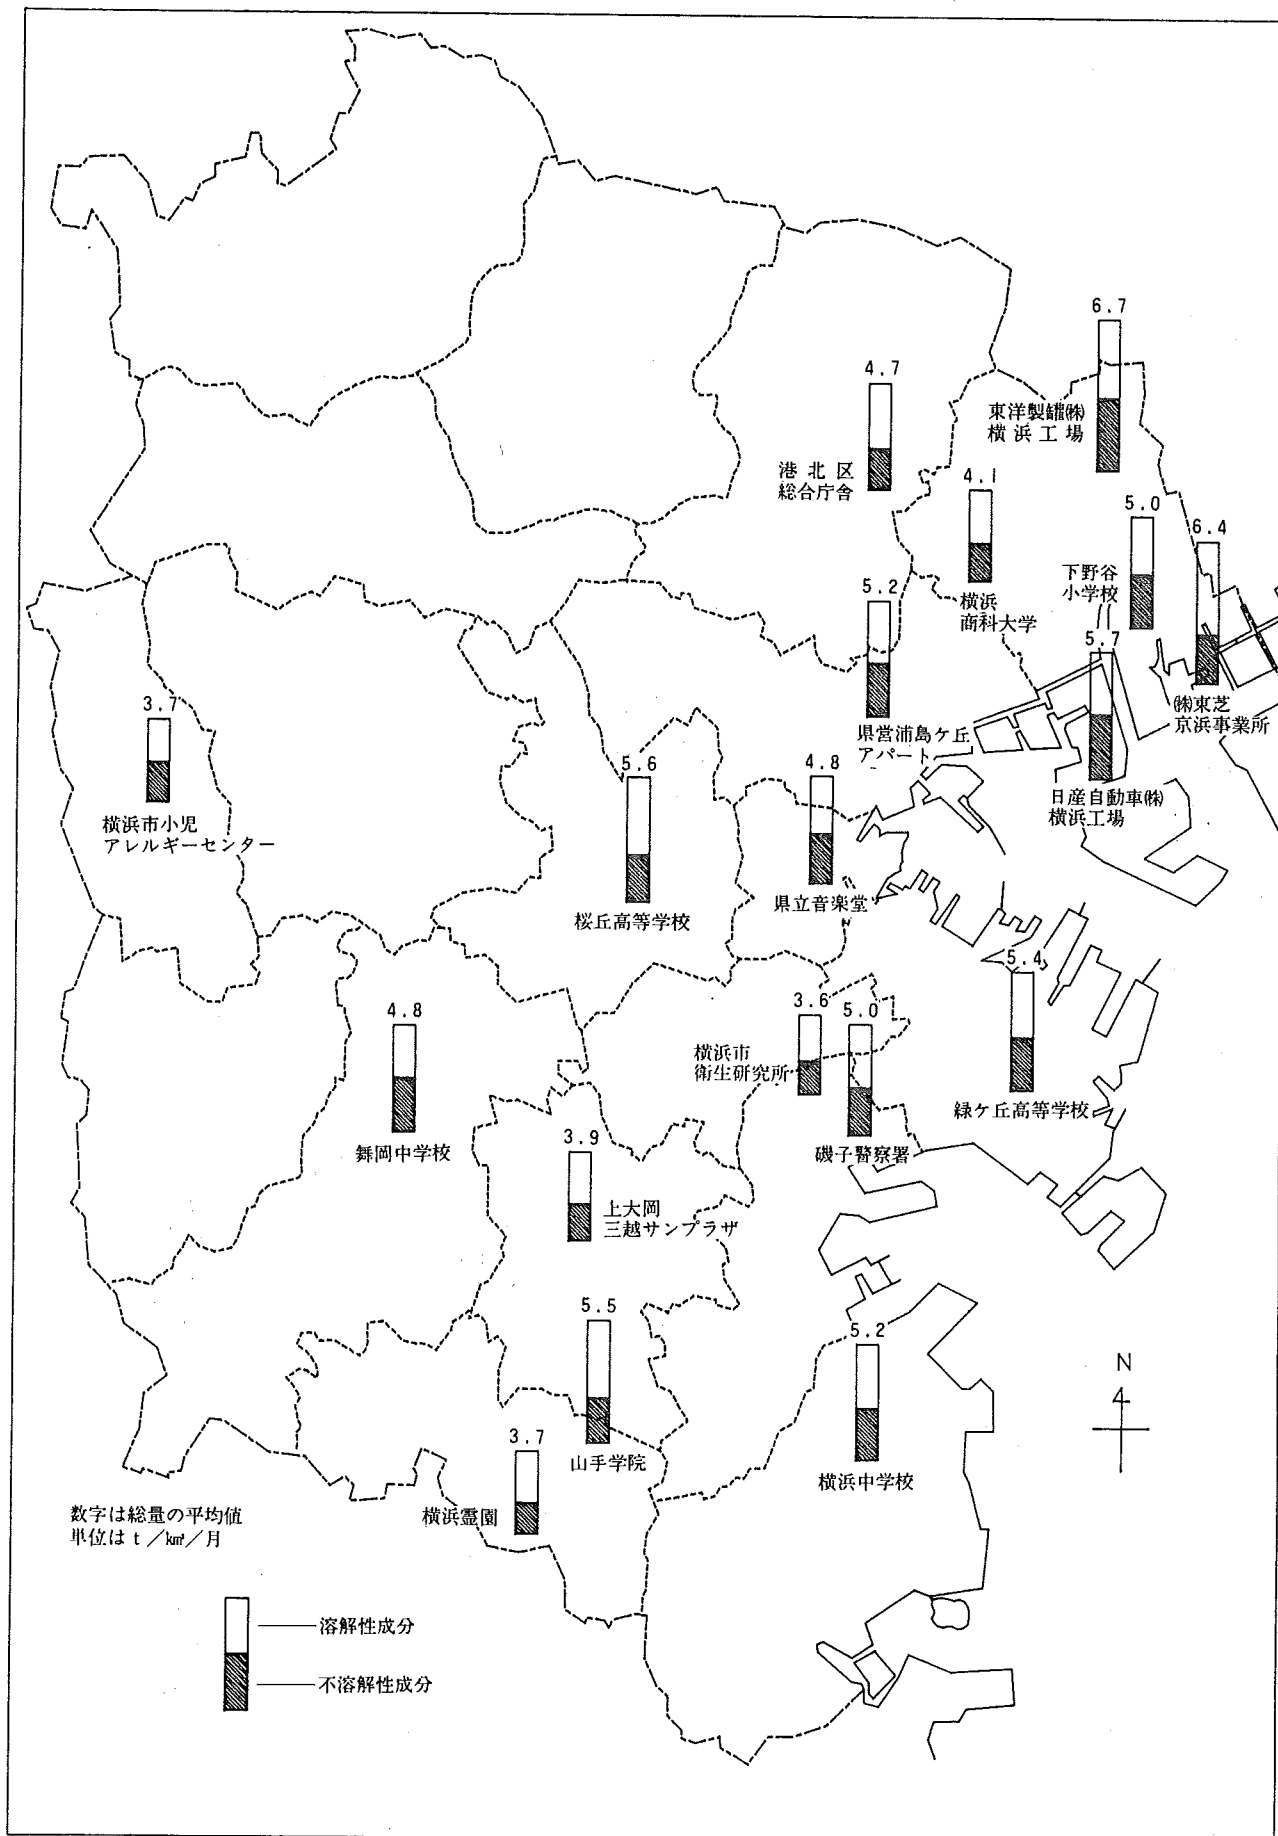 6.7
東洋製罐㈱
横浜工場
4.7
港北区
総合庁舎
4.1
横浜
商科大学
5.0
下野谷
小学校
6.4
㈱東芝
京浜事業所
5.2
県営浦島ケ丘
アパート
5.7
日産自動車㈱
横浜工場
3.7
横浜市小児
アレルギーセンター
5.6
桜丘高等学校
4.8
県立音楽堂
5.4
緑ケ丘高等学校
4.8
舞岡中学校
3.6
横浜市
衛生研究所
5.0
磯子警察署
3.9
上大岡
三越サンプラザ
5.5
山手学院
5.2
横浜中学校
N
3.7
横浜霊園
数字は総量の平均値
単位は t/㎢/月
溶解性成分
不溶解性成分